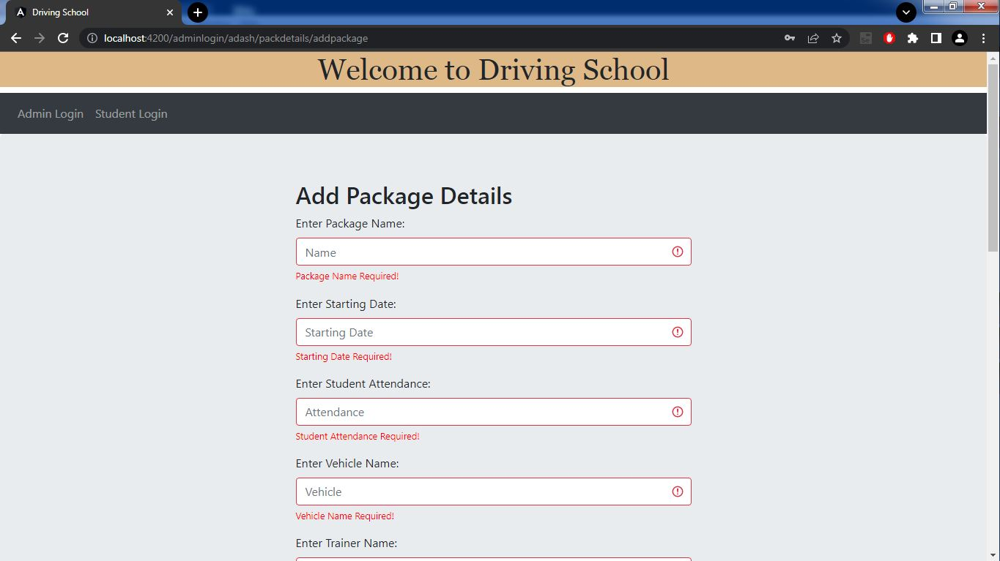 Driving School
localhost:4200/adminlogin/adash/packdetails/addpackage
Welcome to Driving School
Admin Login Student Login
Add Package Details
Enter Package Name:
Name
Package Name Required!
Enter Starting Date:
Starting Date
Starting Date Required!
Enter Student Attendance:
Attendance
Student Attendance Required!
Enter Vehicle Name:
Vehicle
Vehicle Name Required!
Enter Trainer Name: